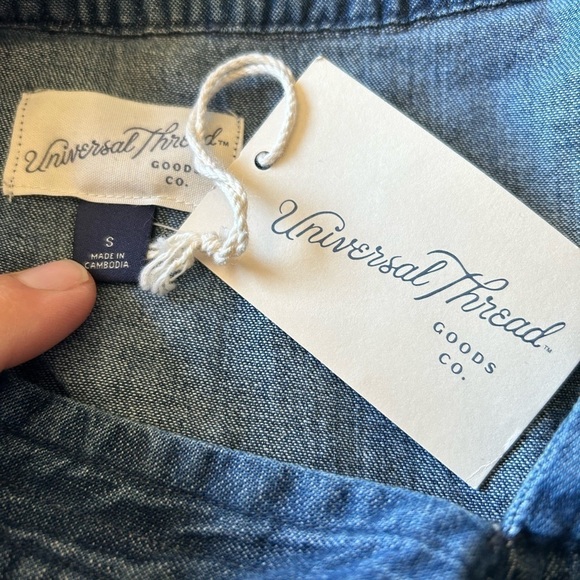 Universal Thread™
GOODS
CO.
S
MADE IN
CAMBODIA
Universal Thread™
GOODS
CO.